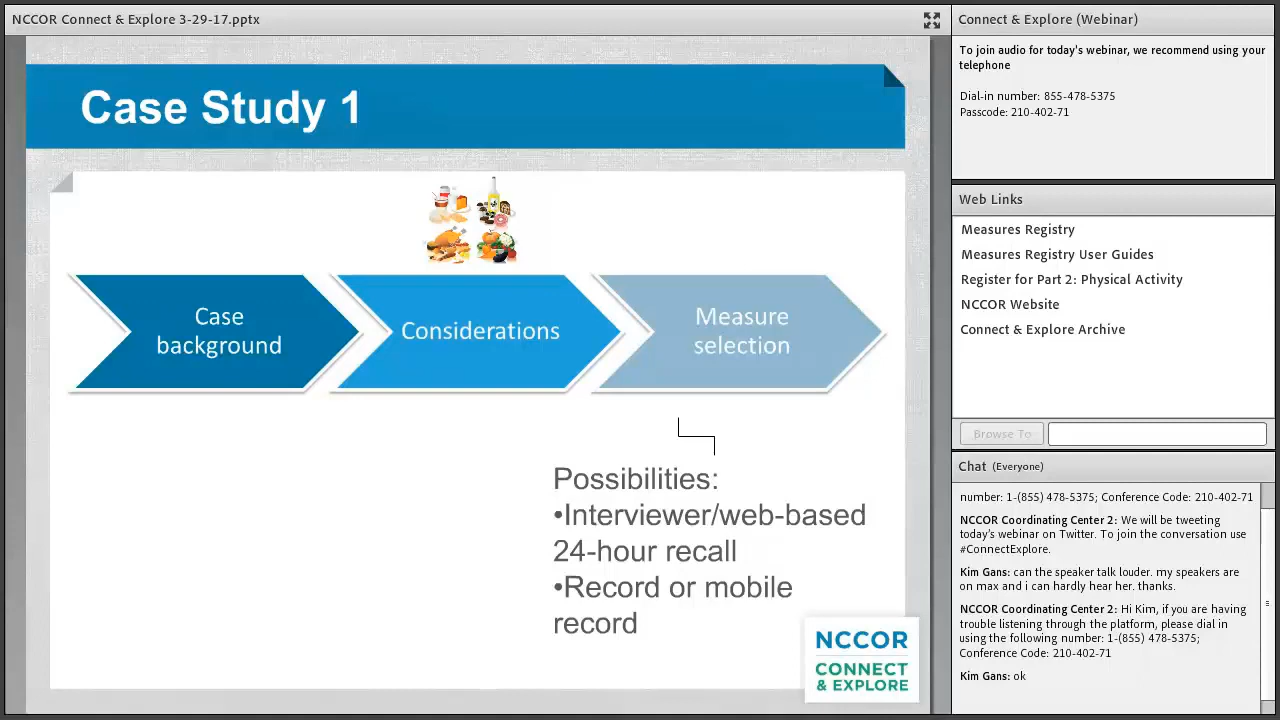 NCCOR Connect & Explore 3-29-17.pptx
Case Study 1
Case
background
Considerations
Measure
selection
Possibilities:
•Interviewer/web-based
24-hour recall
•Record or mobile
record
NCCOR
CONNECT
& EXPLORE
Connect & Explore (Webinar)
To join audio for today's webinar, we recommend using your
telephone
Dial-in number: 855-478-5375
Passcode: 210-402-71
Web Links
Measures Registry
Measures Registry User Guides
Register for Part 2: Physical Activity
NCCOR Website
Connect & Explore Archive
Browse To
Chat (Everyone)
number: 1-(855) 478-5375; Conference Code: 210-402-71
NCCOR Coordinating Center 2: We will be tweeting
today's webinar on Twitter. To join the conversation use
#ConnectExplore.
Kim Gans: can the speaker talk louder. my speakers are
on max and i can hardly hear her. thanks.
NCCOR Coordinating Center 2: Hi Kim, if you are having
trouble listening through the platform, please dial in
using the following number: 1-(855) 478-5375;
Conference Code: 210-402-71
Kim Gans: ok